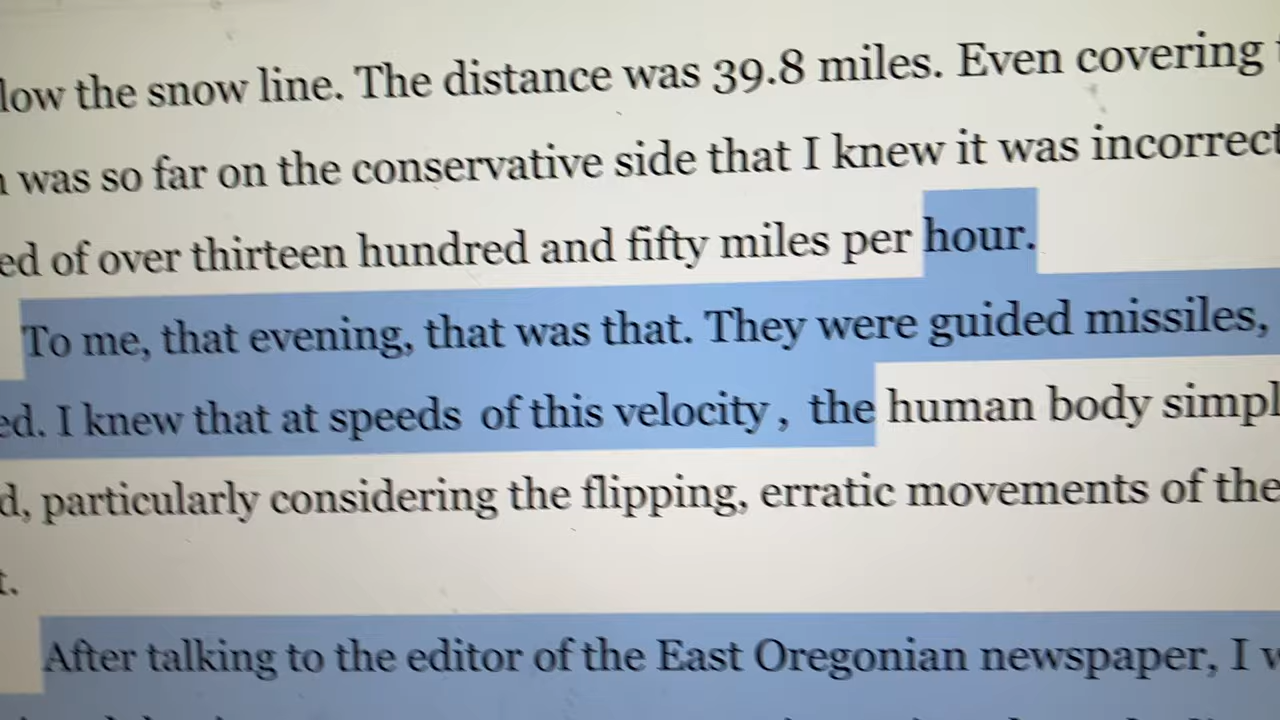 low the snow line. The distance was 39.8 miles. Even covering
was so far on the conservative side that I knew it was incorrect
ed of over thirteen hundred and fifty miles per hour.
To me, that evening, that was that. They were guided missiles,
ed. I knew that at speeds of this velocity, the human body simpl
d, particularly considering the flipping, erratic movements of the
t.
After talking to the editor of the East Oregonian newspaper, I w